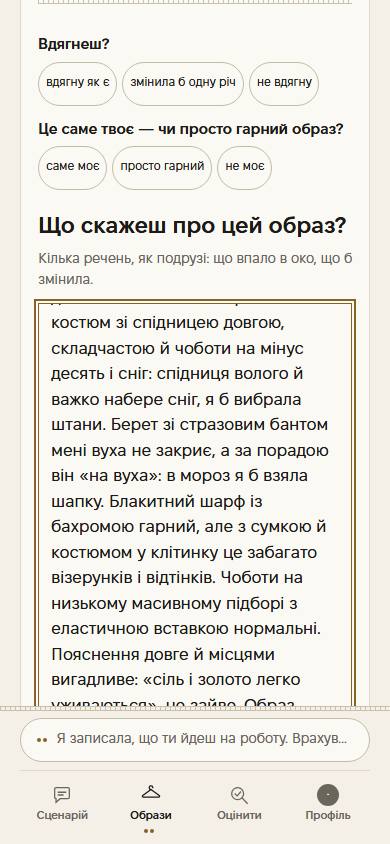 Вдягнеш?
вдягну як є
змінила б одну річ
не вдягну
Це саме твоє — чи просто гарний образ?
саме моє
просто гарний
не моє
Що скажеш про цей образ?
Кілька речень, як подрузі: що впало в око, що б
змінила.
костюм зі спідницею довгою,
складчастою й чоботи на мінус
десять і сніг: спідниця волого й
важко набере сніг, я б вибрала
штани. Берет зі стразовим бантом
мені вуха не закриє, а за порадою
він «на вуха»: в мороз я б взяла
шапку. Блакитний шарф із
бахромою гарний, але з сумкою й
костюмом у клітинку це забагато
візерунків і відтінків. Чоботи на
низькому масивному підборі з
еластичною вставкою нормальні.
Пояснення довге й місцями
вигадливе: «сіль і золото легко
уживаються», це зайве. Образ
Я записала, що ти йдеш на роботу. Врахув...
Сценарій
Образи
Оцінити
Профіль